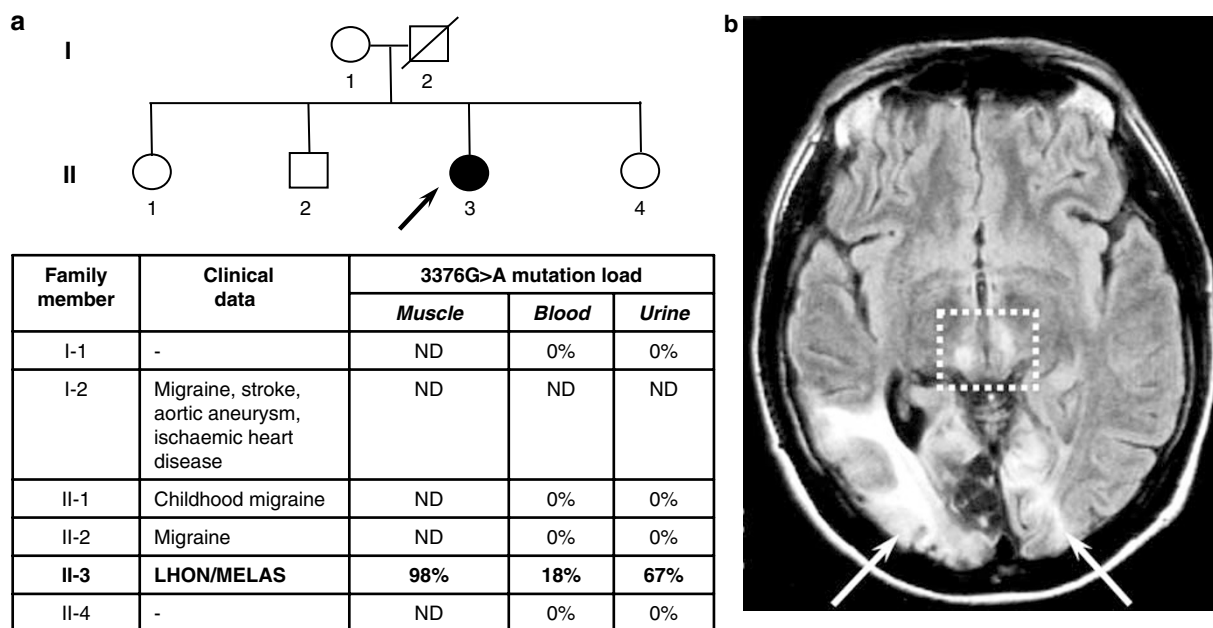 a
I
1 2
II
1 2 3 4
Family member Clinical data 3376G>A mutation load
Muscle Blood Urine
I-1 - ND 0% 0%
I-2 Migraine, stroke, ND ND ND
aortic aneurysm,
ischaemic heart
disease
II-1 Childhood migraine ND 0% 0%
II-2 Migraine ND 0% 0%
II-3 LHON/MELAS 98% 18% 67%
II-4 - ND 0% 0%
b